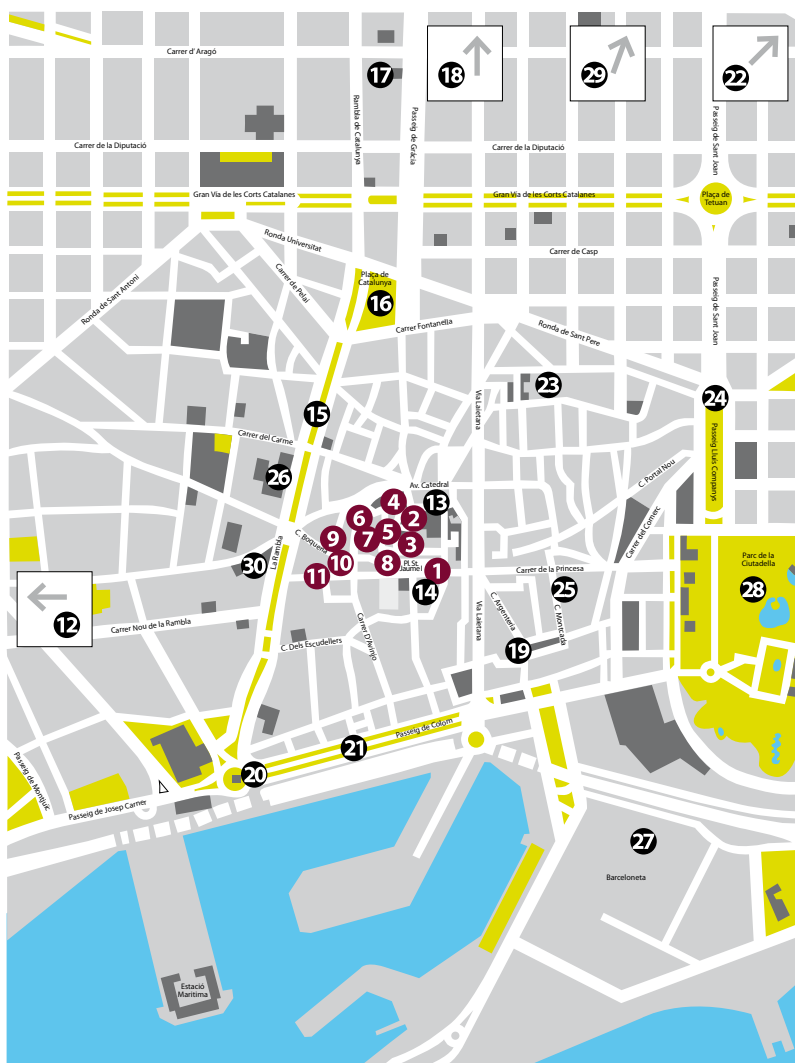 Carrer d' Aragó
17
18
29
22
Rambla de Catalunya
Passeig de Gràcia
Passeig de Sant Joan
Carrer de la Diputació
Carrer de la Diputació
Gran Vía de les Corts Catalanes
Gran Vía de les Corts Catalanes
Plaça de
Tetuan
Ronda Universitat
Carrer de Casp
Carrer de Pelai
Plaça de
Catalunya
16
Ronda de Sant Antoni
Passeig de Sant Joan
Carrer Fontanella
Ronda de Sant Pere
23
24
Vía Laietana
15
Passeig Lluís Companys
Carrer del Carme
26
C. Portal Nou
Av. Catedral
4
13
6
2
5
7
3
9
C. Boqueria
10
8
Pl. St.
Jaume I
1
11
14
Carrer del Comerc
La Rambla
30
Carrer de la Princesa
25
Parc de la
Ciutadella
28
12
Carrer Nou de la Rambla
C. Dels Escudellers
Carrer D'Avinjo
Vía Laietana
C. Argenteria
C. Montcada
19
Passeig de Colom
21
20
Passeig de Montjuïc
Passeig de Josep Carner
27
Barceloneta
Estació
Marítima